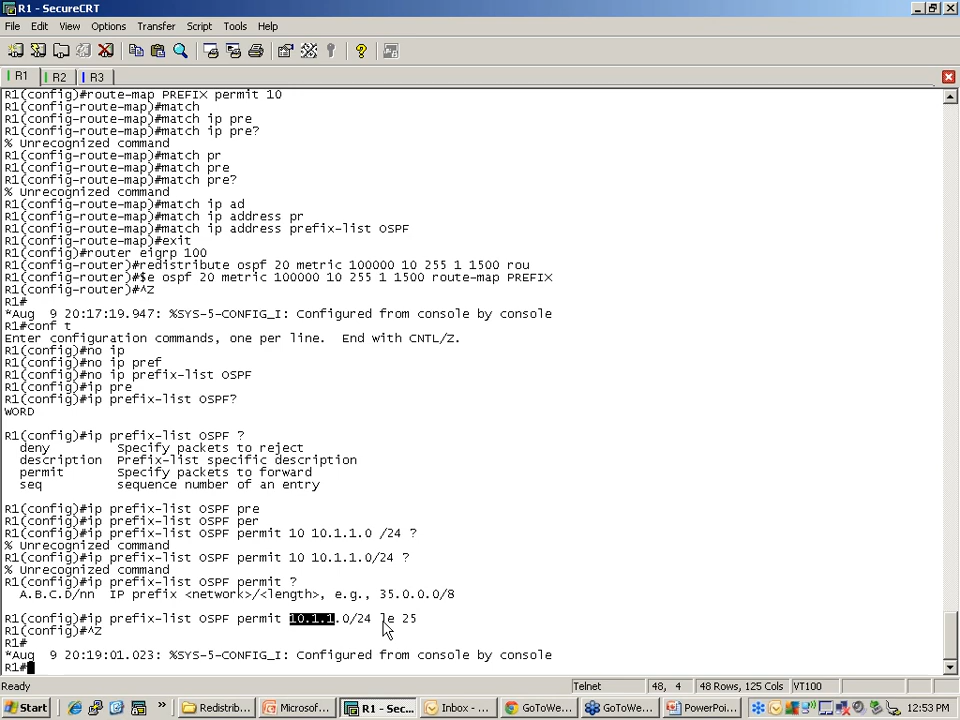 R1 - SecureCRT
File Edit View Options Transfer Script Tools Help
R1 R2 R3
R1(config)#route-map PREFIX permit 10
R1(config-route-map)#match
R1(config-route-map)#match ip pre
R1(config-route-map)#match ip pre?
% Unrecognized command
R1(config-route-map)#match pr
R1(config-route-map)#match pre
R1(config-route-map)#match pre?
% Unrecognized command
R1(config-route-map)#match ip ad
R1(config-route-map)#match ip address pr
R1(config-route-map)#match ip address prefix-list OSPF
R1(config-route-map)#exit
R1(config)#router eigrp 100
R1(config-router)#redistribute ospf 20 metric 100000 10 255 1 1500 rou
R1(config-router)#$e ospf 20 metric 100000 10 255 1 1500 route-map PREFIX
R1(config-router)#^Z
R1#
*Aug  9 20:17:19.947: %SYS-5-CONFIG_I: Configured from console by console
R1#conf t
Enter configuration commands, one per line.  End with CNTL/Z.
R1(config)#no ip
R1(config)#no ip pref
R1(config)#no ip prefix-list OSPF
R1(config)#ip pre
R1(config)#ip prefix-list OSPF?
WORD
R1(config)#ip prefix-list OSPF ?
deny         Specify packets to reject
description  Prefix-list specific description
permit       Specify packets to forward
seq          sequence number of an entry
R1(config)#ip prefix-list OSPF pre
R1(config)#ip prefix-list OSPF per
R1(config)#ip prefix-list OSPF permit 10 10.1.1.0 /24 ?
% Unrecognized command
R1(config)#ip prefix-list OSPF permit 10 10.1.1.0/24 ?
% Unrecognized command
R1(config)#ip prefix-list OSPF permit ?
A.B.C.D/nn  IP prefix <network>/<length>, e.g., 35.0.0.0/8
R1(config)#ip prefix-list OSPF permit 10.1.1.0/24 le 25
R1(config)#^Z
R1#
*Aug  9 20:19:01.023: %SYS-5-CONFIG_I: Configured from console by console
R1#
Ready Telnet 48, 4 48 Rows, 125 Cols VT100
Start » Redistrib... Microsof... R1 - Sec... Inbox - ... GoToWe... GoToWe... PowerPoi... 12:53 PM